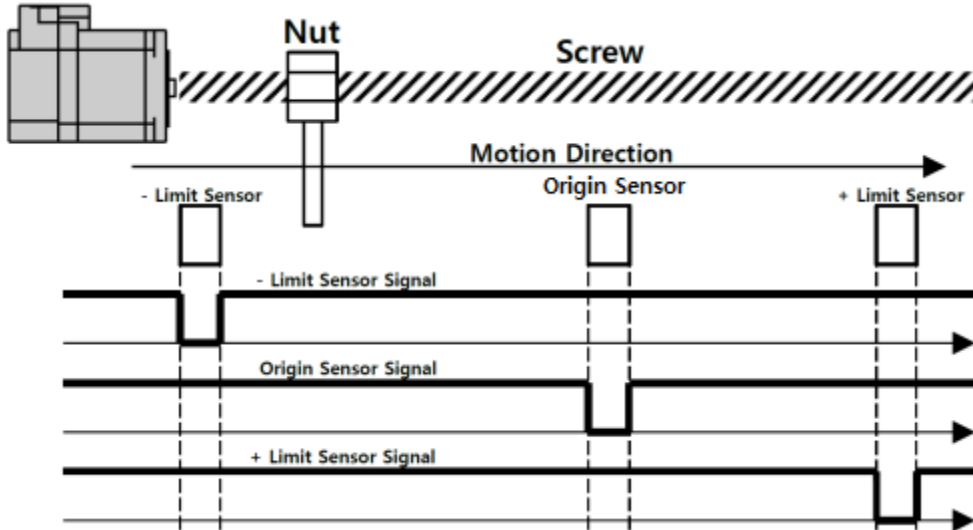 Nut
Screw
Motion Direction
- Limit Sensor
Origin Sensor
+ Limit Sensor
- Limit Sensor Signal
Origin Sensor Signal
+ Limit Sensor Signal